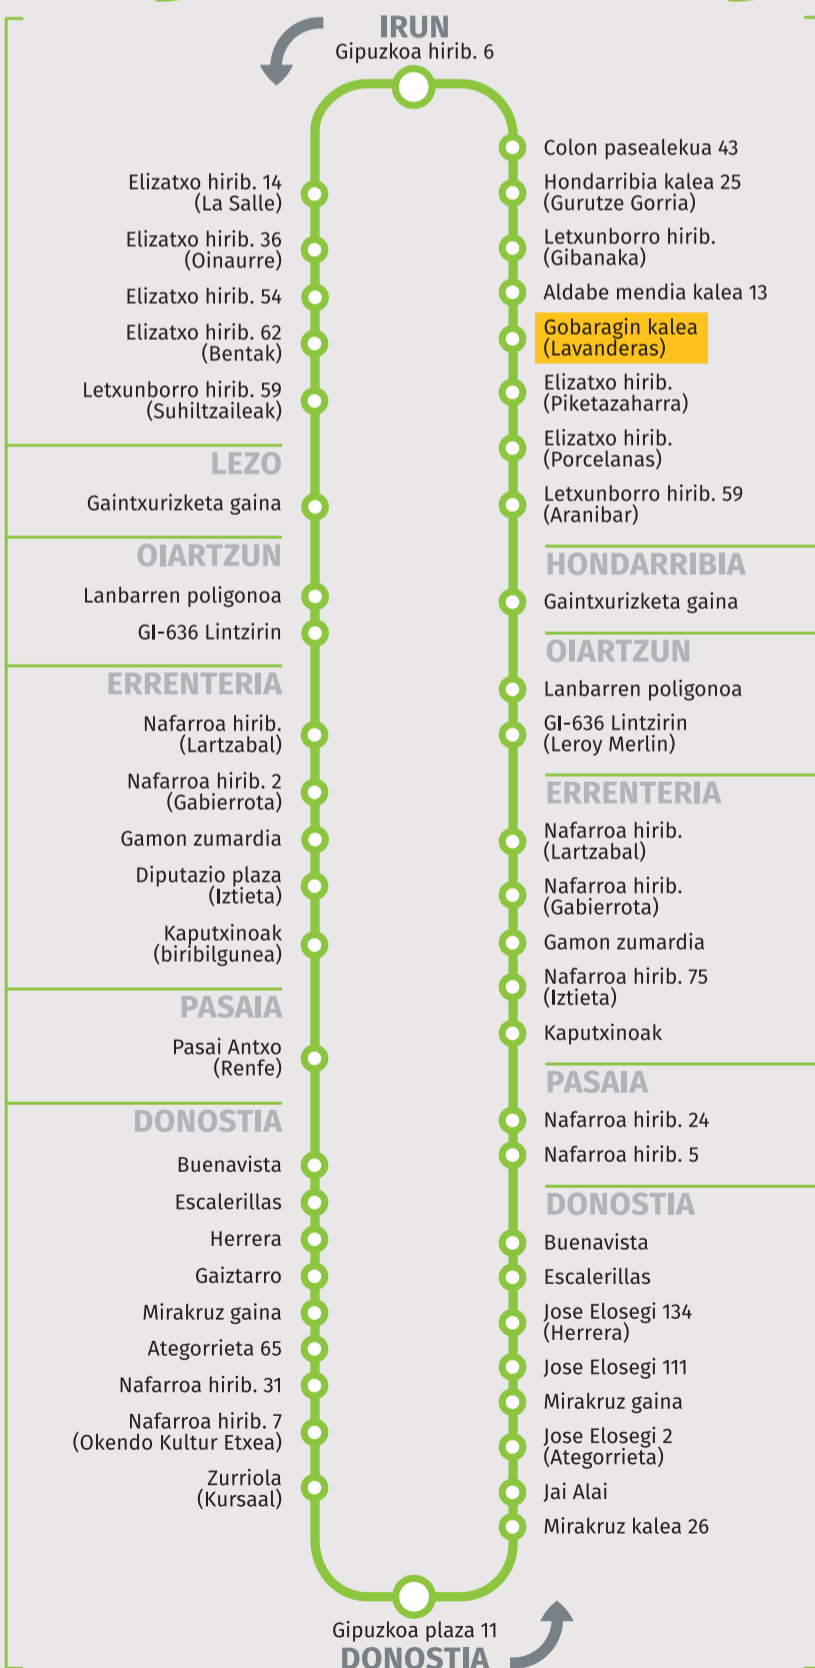 IRUN
Gipuzkoa hirib. 6
Elizatxo hirib. 14
(La Salle)
Elizatxo hirib. 36
(Oinaurre)
Elizatxo hirib. 54
Elizatxo hirib. 62
(Bentak)
Letxunborro hirib. 59
(Suhiltzaileak)
LEZO
Gaintxurizketa gaina
OIARTZUN
Lanbarren poligonoa
GI-636 Lintzirin
ERRENTERIA
Nafarroa hirib.
(Lartzabal)
Nafarroa hirib. 2
(Gabierrota)
Gamon zumardia
Diputazio plaza
(Iztieta)
Kaputxinoak
(biribilgunea)
PASAIA
Pasai Antxo
(Renfe)
DONOSTIA
Buenavista
Escalerillas
Herrera
Gaiztarro
Mirakruz gaina
Ategorrieta 65
Nafarroa hirib. 31
Nafarroa hirib. 7
(Okendo Kultur Etxea)
Zurriola
(Kursaal)
Colon pasealekua 43
Hondarribia kalea 25
(Gurutze Gorria)
Letxunborro hirib.
(Gibanaka)
Aldabe mendia kalea 13
Gobaragin kalea
(Lavanderas)
Elizatxo hirib.
(Piketazaharra)
Elizatxo hirib.
(Porcelanas)
Letxunborro hirib. 59
(Aranibar)
HONDARRIBIA
Gaintxurizketa gaina
OIARTZUN
Lanbarren poligonoa
GI-636 Lintzirin
(Leroy Merlin)
ERRENTERIA
Nafarroa hirib.
(Lartzabal)
Nafarroa hirib.
(Gabierrota)
Gamon zumardia
Nafarroa hirib. 75
(Iztieta)
Kaputxinoak
PASAIA
Nafarroa hirib. 24
Nafarroa hirib. 5
DONOSTIA
Buenavista
Escalerillas
Jose Elosegi 134
(Herrera)
Jose Elosegi 111
Mirakruz gaina
Jose Elosegi 2
(Ategorrieta)
Jai Alai
Mirakruz kalea 26
Gipuzkoa plaza 11
DONOSTIA